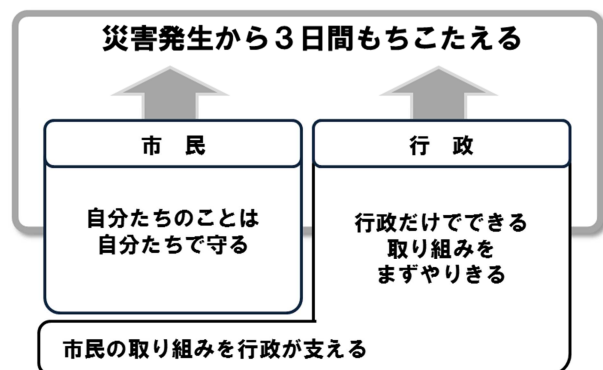 災害発生から３日間もちこたえる
市　民
自分たちのことは
自分たちで守る
行　政
行政だけでできる
取り組みを
まずやりきる
市民の取り組みを行政が支える